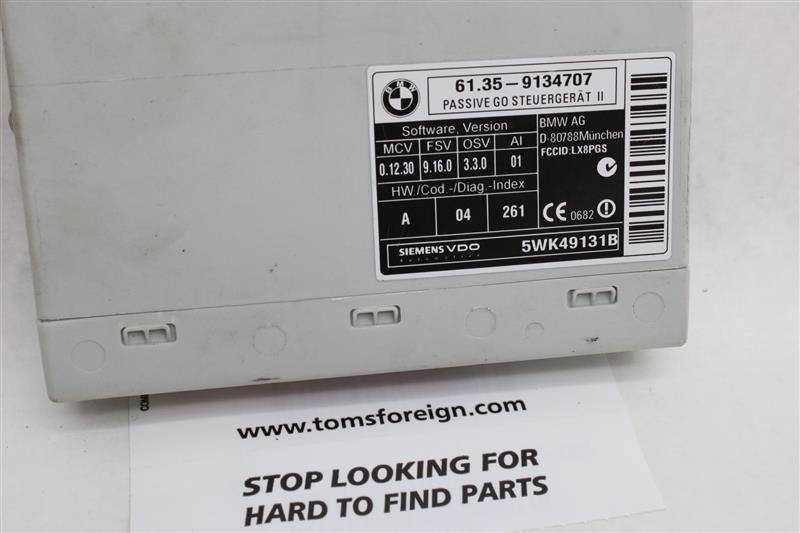 BMW
61.35-9134707
PASSIVE GO STEUERGERÄT II
Software, Version
MCV FSV OSV AI
0.12.30 9.16.0 3.3.0 01
HW./Cod.-/Diag.-Index
A 04 261
BMW AG
D-80788München
FCCID:LX8PGS
CE 0682
SIEMENS VDO
Automotive
5WK49131B
www.tomsforeign.com
STOP LOOKING FOR
HARD TO FIND PARTS